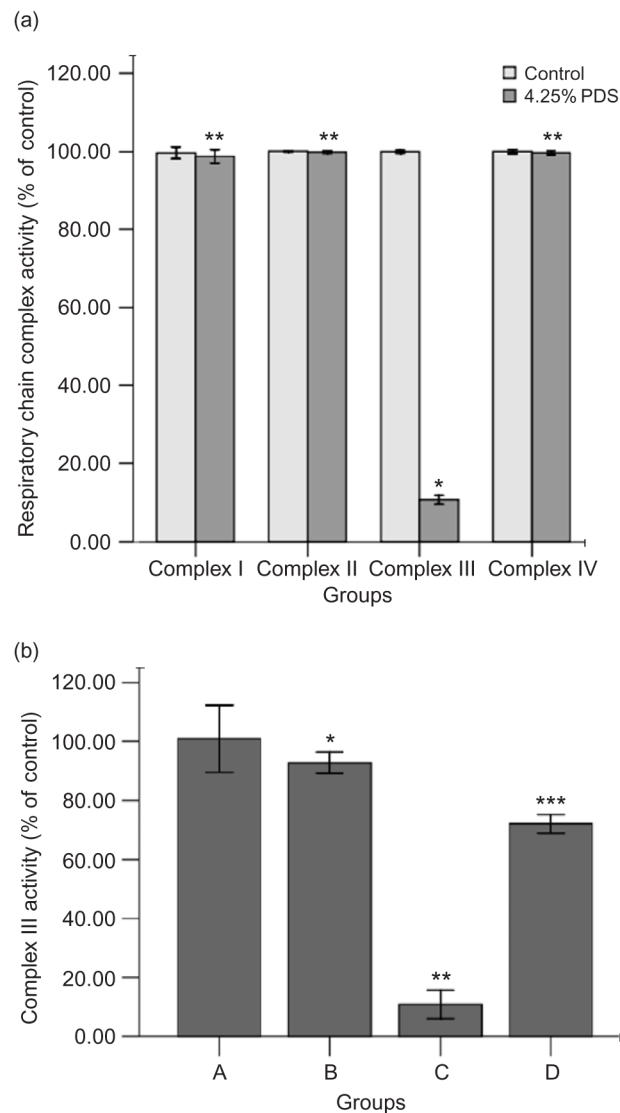 (a)
Respiratory chain complex activity (% of control)
120.00
100.00
80.00
60.00
40.00
20.00
0.00
Control
4.25% PDS
**
**
*
**
Complex I
Complex II
Complex III
Complex IV
Groups
(b)
Complex III activity (% of control)
120.00
100.00
80.00
60.00
40.00
20.00
0.00
*
**
***
A
B
C
D
Groups